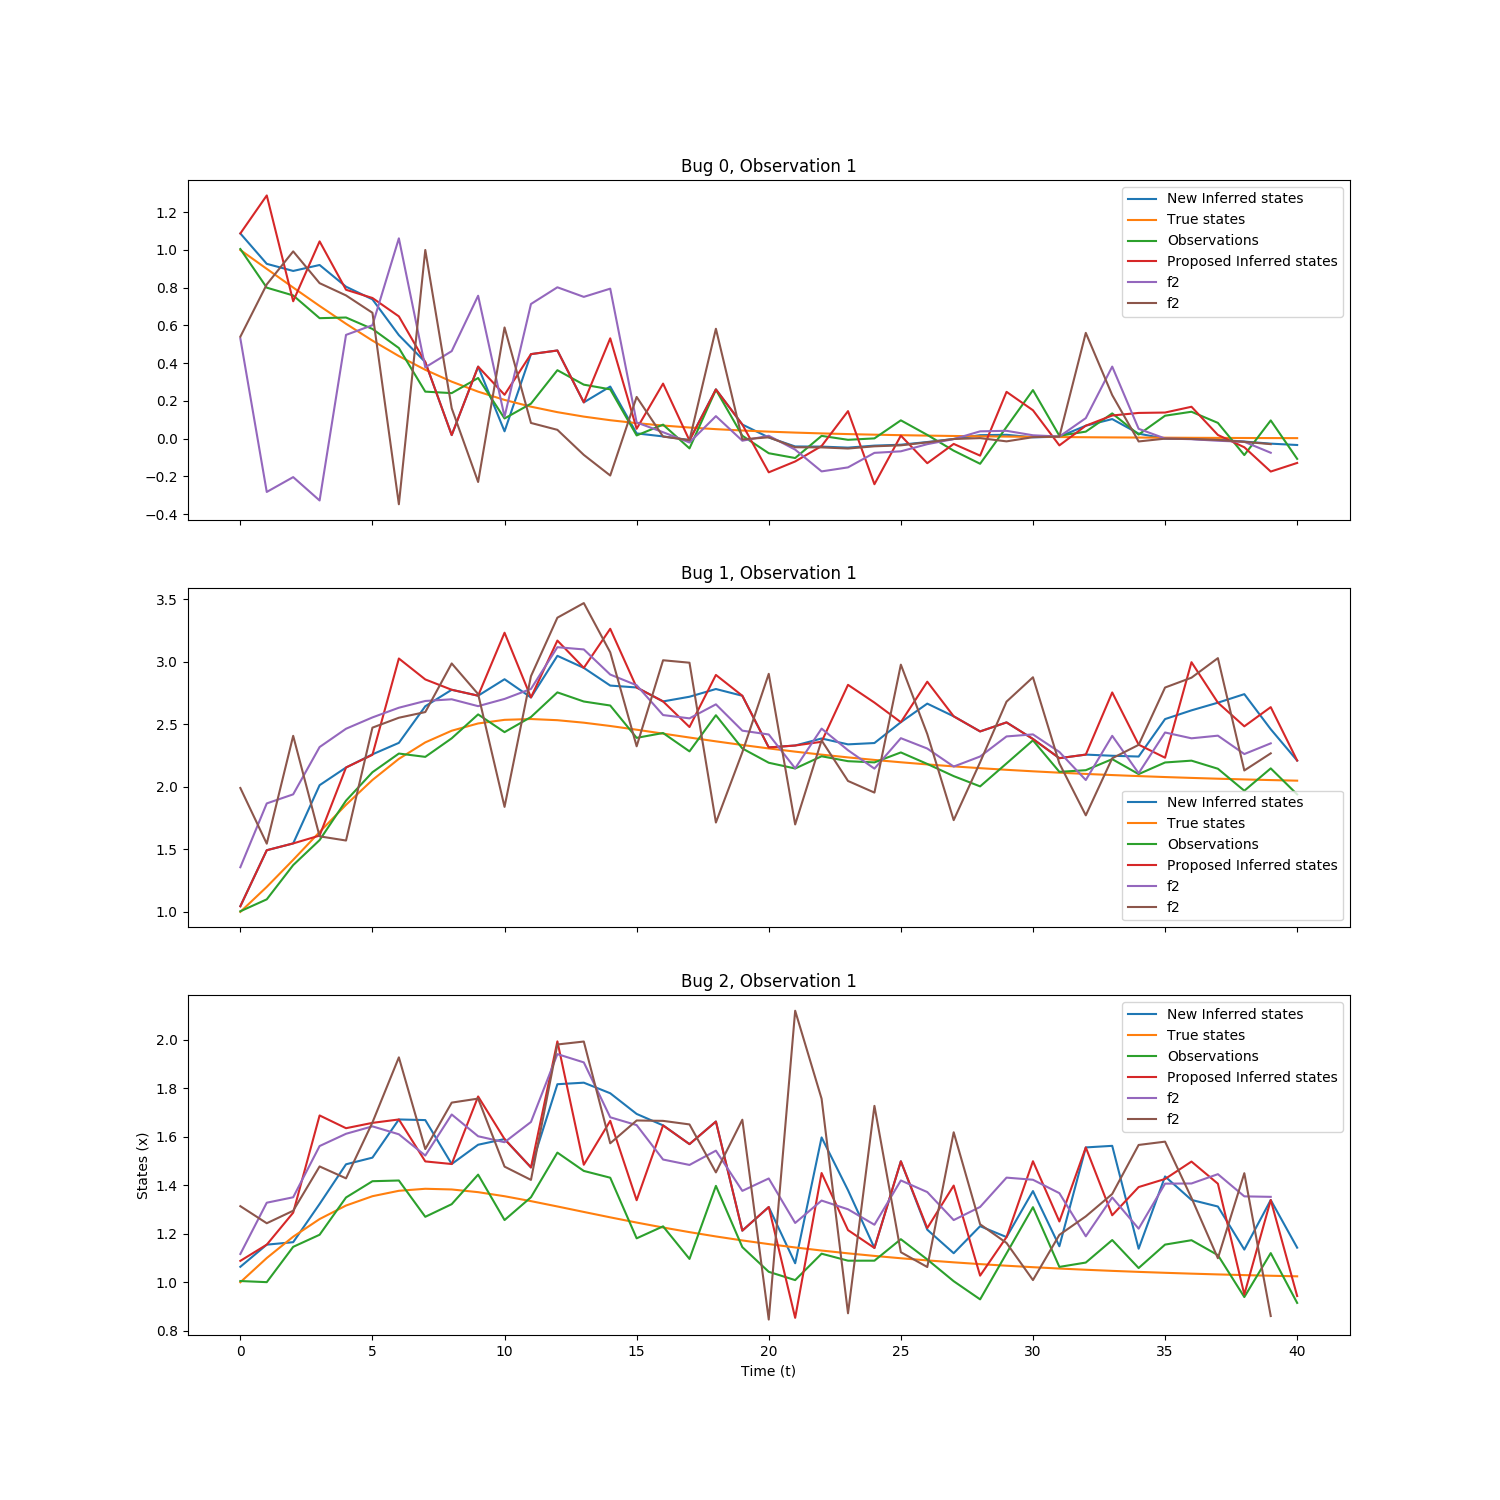 Bug 0, Observation 1
1.2
1.0
0.8
0.6
0.4
0.2
0.0
−0.2
−0.4
New Inferred states
True states
Observations
Proposed Inferred states
f2
f2
Bug 1, Observation 1
3.5
3.0
2.5
2.0
1.5
1.0
New Inferred states
True states
Observations
Proposed Inferred states
f2
f2
Bug 2, Observation 1
States (x)
2.0
1.8
1.6
1.4
1.2
1.0
0.8
New Inferred states
True states
Observations
Proposed Inferred states
f2
f2
0 5 10 15 20 25 30 35 40
Time (t)